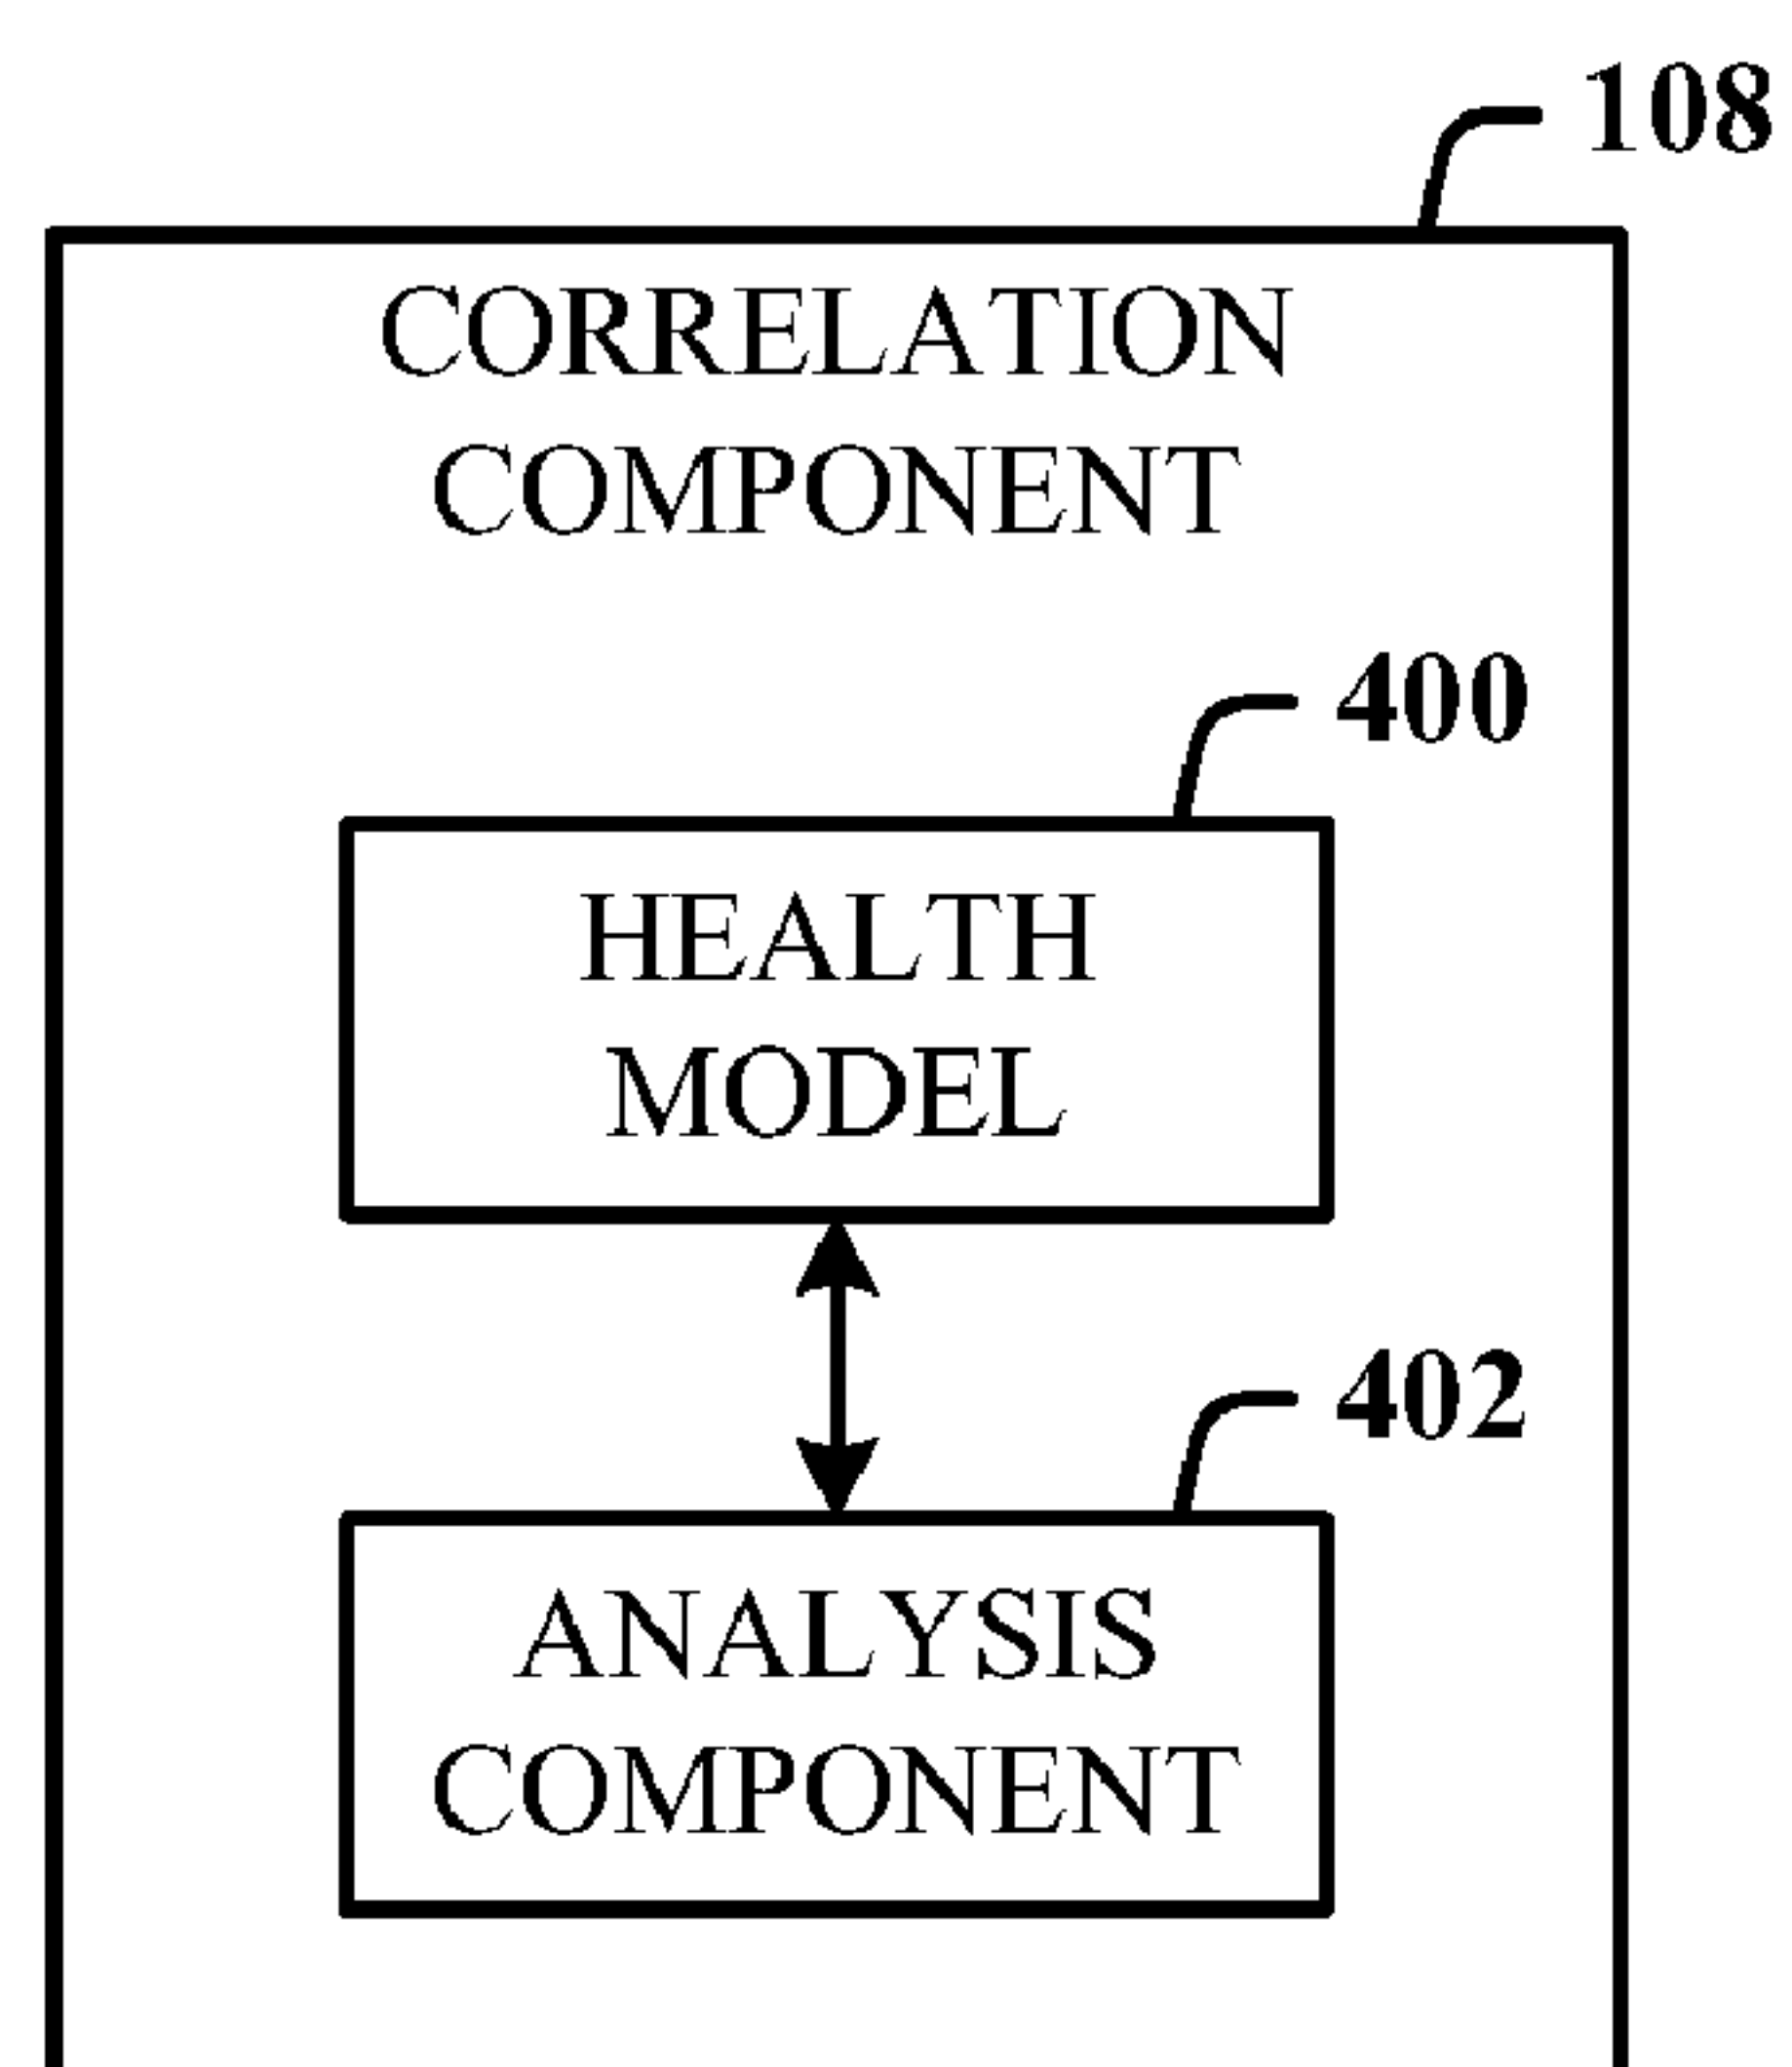 108
CORRELATION
COMPONENT
400
HEALTH
MODEL
402
ANALYSIS
COMPONENT